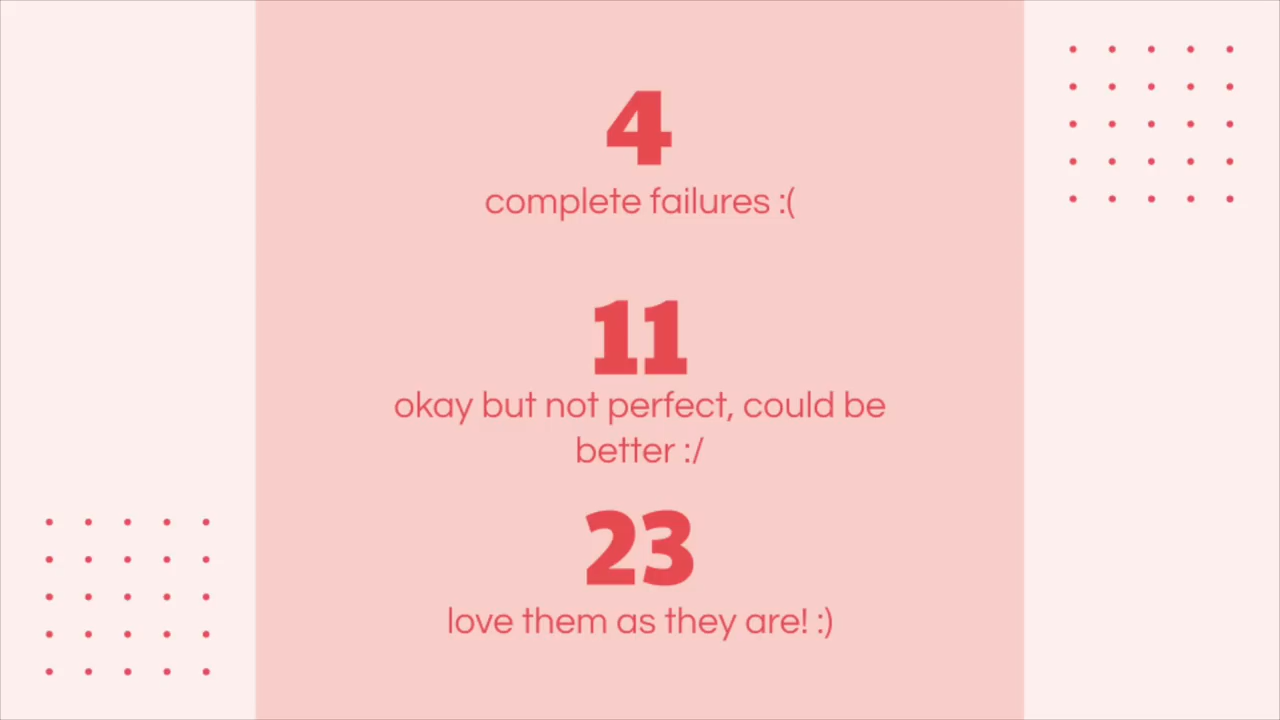 4
complete failures :(
11
okay but not perfect, could be
better :/
23
love them as they are! :)